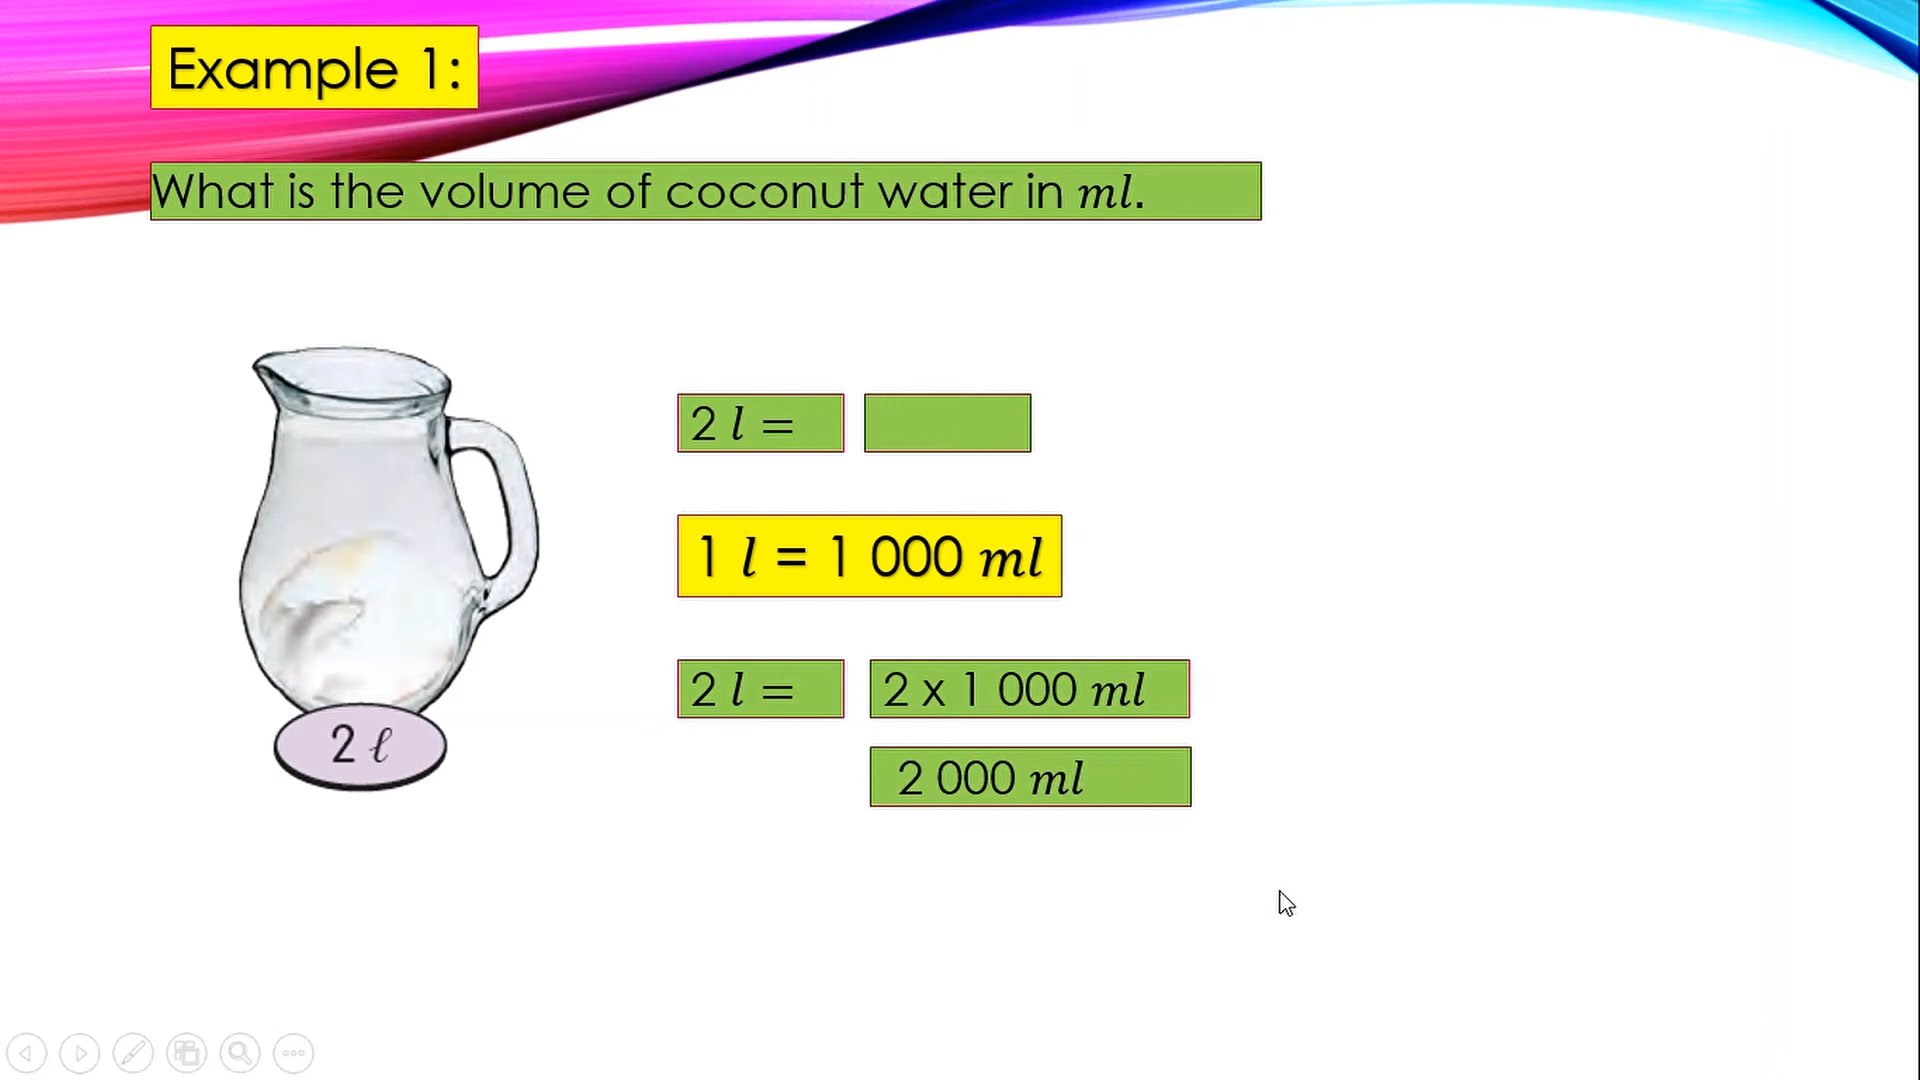 Example 1:
What is the volume of coconut water in ml.
2 l =
1 l = 1 000 ml
2 l = 2 x 1 000 ml
2 000 ml
2 ℓ